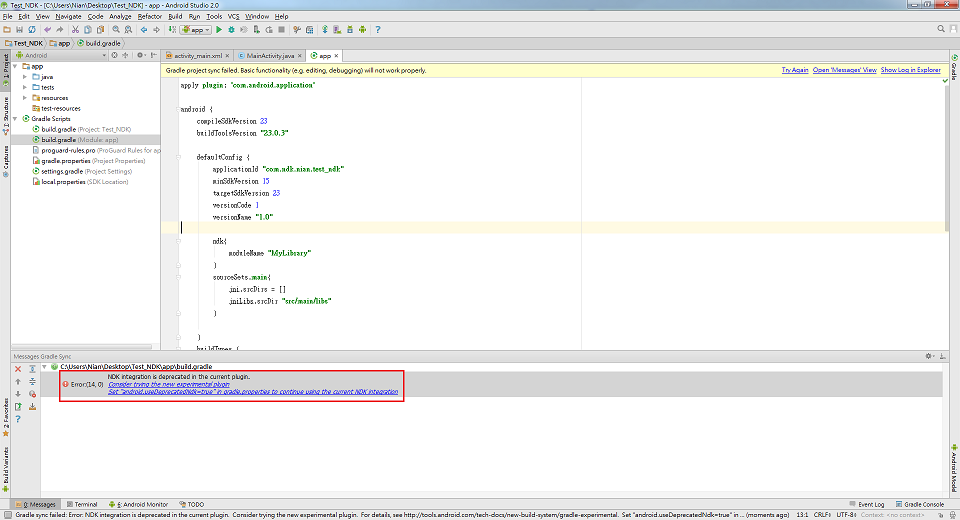 Test_NDK - [C:\Users\Nian\Desktop\Test_NDK] - app - Android Studio 2.0
File Edit View Navigate Code Analyze Refactor Build Run Tools VCS Window Help
app
Test_NDK app build.gradle
Android
activity_main.xml MainActivity.java app
1: Project
Z: Structure
Captures
2: Favorites
Build Variants
Gradle
Android Model
app
java
tests
resources
test-resources
Gradle Scripts
build.gradle (Project: Test_NDK)
build.gradle (Module: app)
proguard-rules.pro (ProGuard Rules for ap
gradle.properties (Project Properties)
settings.gradle (Project Settings)
local.properties (SDK Location)
Gradle project sync failed. Basic functionality (e.g. editing, debugging) will not work properly. Try Again Open 'Messages' View Show Log in Explorer
apply plugin: "com.android.application"
android {
compileSdkVersion 23
buildToolsVersion "23.0.3"
defaultConfig {
applicationId "com.ndk.nian.test_ndk"
minSdkVersion 15
targetSdkVersion 23
versionCode 1
versionName "1.0"
ndk{
moduleName "MyLibrary"
}
sourceSets.main{
jni.srcDirs = []
jniLibs.srcDir "src/main/libs"
}
}
buildTypes {
Messages Gradle Sync
C:\Users\Nian\Desktop\Test_NDK\app\build.gradle
Error:(14, 0) NDK integration is deprecated in the current plugin.
Consider trying the new experimental plugin
Set "android.useDeprecatedNdk=true" in gradle.properties to continue using the current NDK integration
0: Messages Terminal 6: Android Monitor TODO Event Log Gradle Console
Gradle sync failed: Error: NDK integration is deprecated in the current plugin. Consider trying the new experimental plugin. For details, see http://tools.android.com/tech-docs/new-build-system/gradle-experimental. Set "android.useDeprecatedNdk=true" in ... (moments ago) 13:1 CRLF UTF-8 Context: <no context>